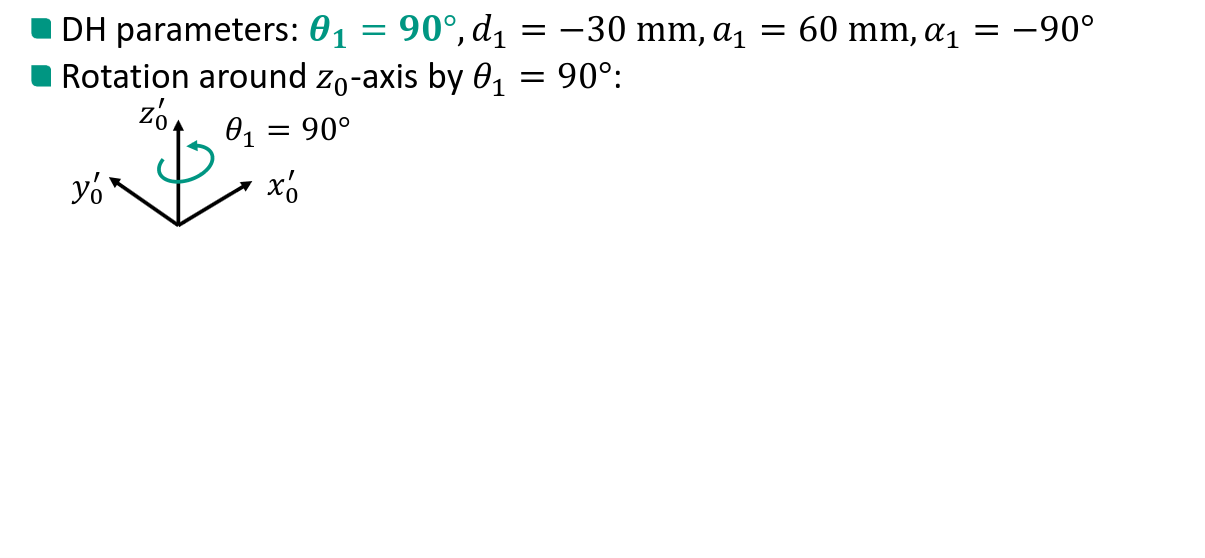 DH parameters: θ₁ = 90°, d₁ = −30 mm, a₁ = 60 mm, α₁ = −90°
Rotation around z₀-axis by θ₁ = 90°:
z₀′
θ₁ = 90°
y₀′
x₀′